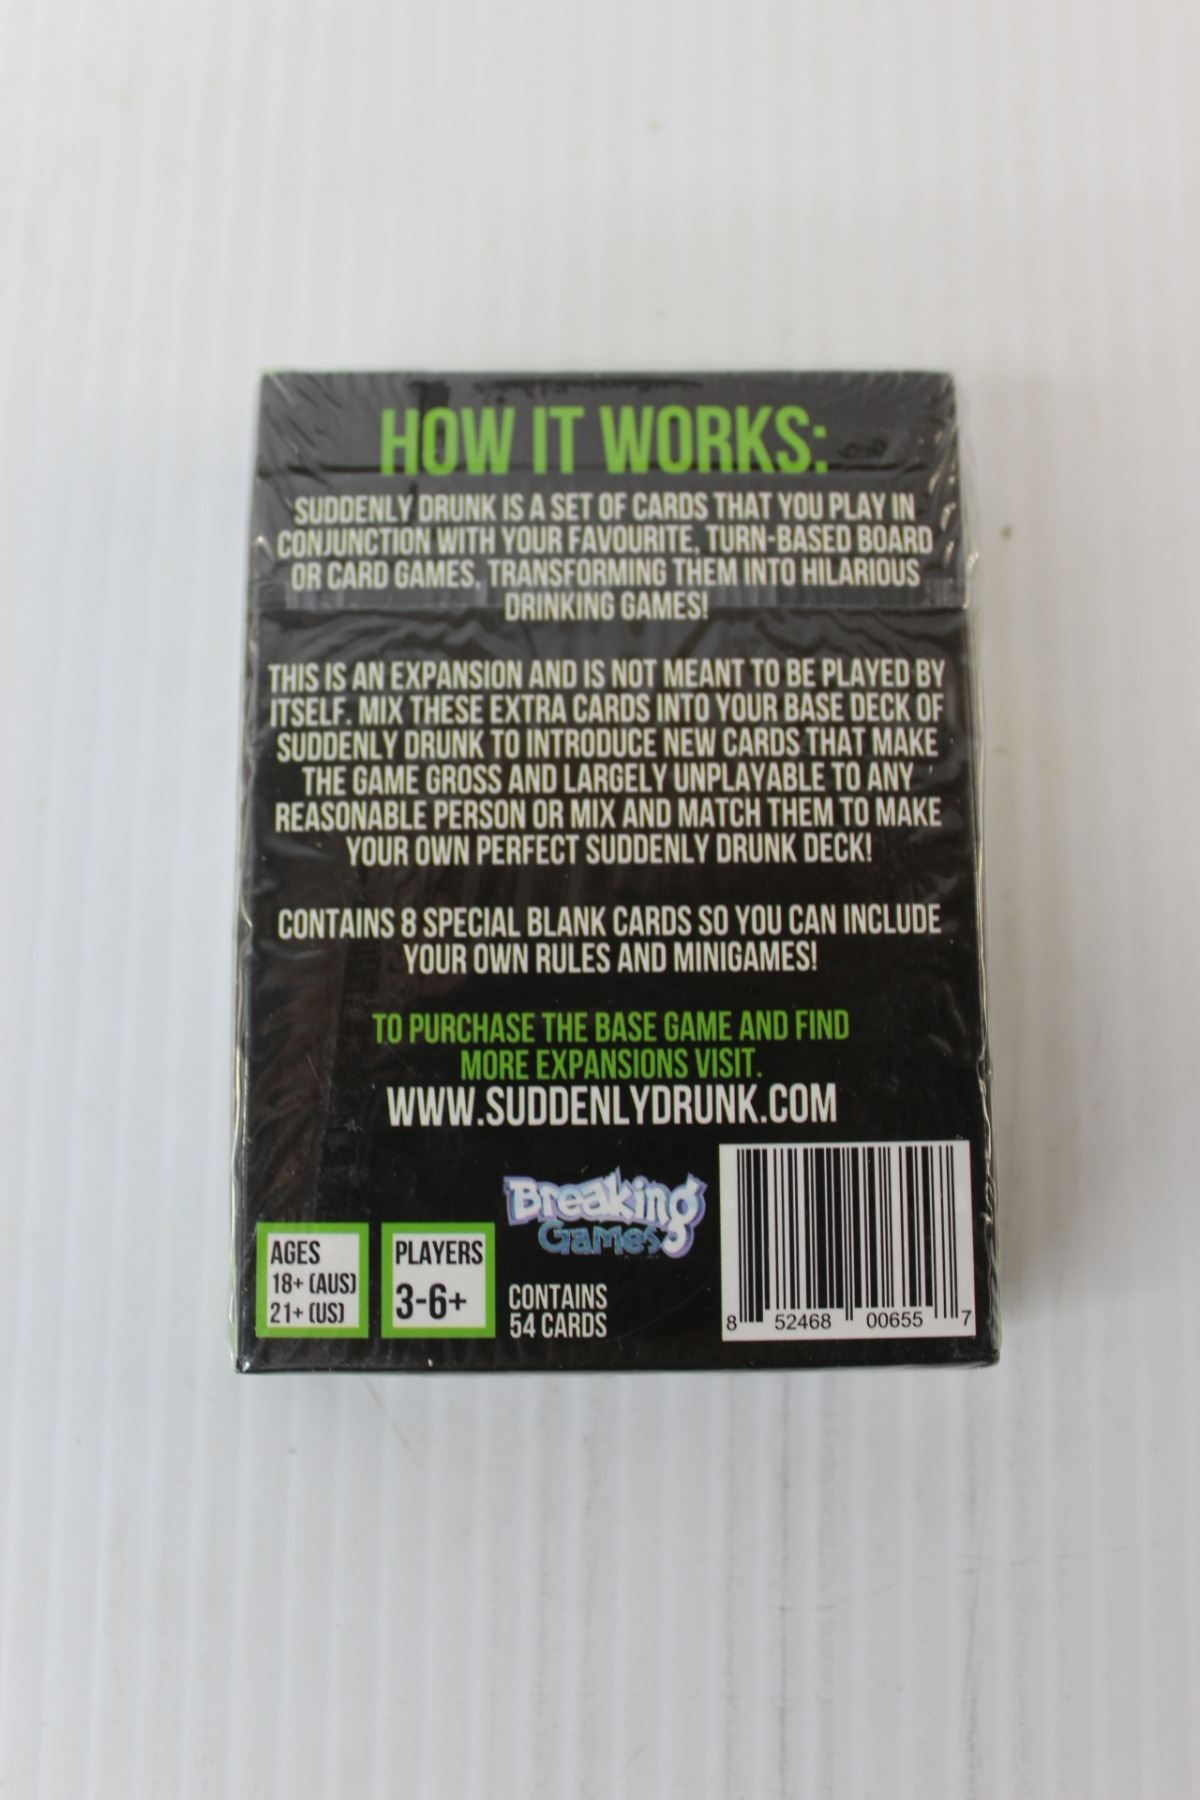 HOW IT WORKS:
SUDDENLY DRUNK IS A SET OF CARDS THAT YOU PLAY IN
CONJUNCTION WITH YOUR FAVOURITE, TURN-BASED BOARD
OR CARD GAMES, TRANSFORMING THEM INTO HILARIOUS
DRINKING GAMES!
THIS IS AN EXPANSION AND IS NOT MEANT TO BE PLAYED BY
ITSELF. MIX THESE EXTRA CARDS INTO YOUR BASE DECK OF
SUDDENLY DRUNK TO INTRODUCE NEW CARDS THAT MAKE
THE GAME GROSS AND LARGELY UNPLAYABLE TO ANY
REASONABLE PERSON OR MIX AND MATCH THEM TO MAKE
YOUR OWN PERFECT SUDDENLY DRUNK DECK!
CONTAINS 8 SPECIAL BLANK CARDS SO YOU CAN INCLUDE
YOUR OWN RULES AND MINIGAMES!
TO PURCHASE THE BASE GAME AND FIND
MORE EXPANSIONS VISIT.
WWW.SUDDENLYDRUNK.COM
AGES
18+ (AUS)
21+ (US)
PLAYERS
3-6+
Breaking
Games
CONTAINS
54 CARDS
8 52468 00655 7